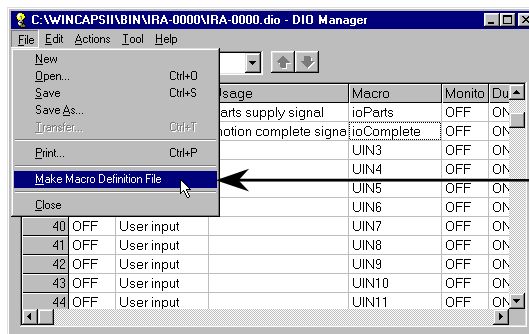 C:\WINCAPSII\BIN\IRA-0000\IRA-0000.dio - DIO Manager
File Edit Actions Tool Help
New
Open... Ctrl+O
Save Ctrl+S
Save As...
Transfer... Ctrl+T
Print... Ctrl+P
Make Macro Definition File
Close
Usage Macro Monito Du
arts supply signal ioParts OFF ON
notion complete signa ioComplete OFF ON
UIN3 OFF ON
UIN4 OFF ON
UIN5 OFF ON
UIN6 OFF ON
40 OFF User input UIN7 OFF ON
41 OFF User input UIN8 OFF ON
42 OFF User input UIN9 OFF ON
43 OFF User input UIN10 OFF ON
44 OFF User input UIN11 OFF ON